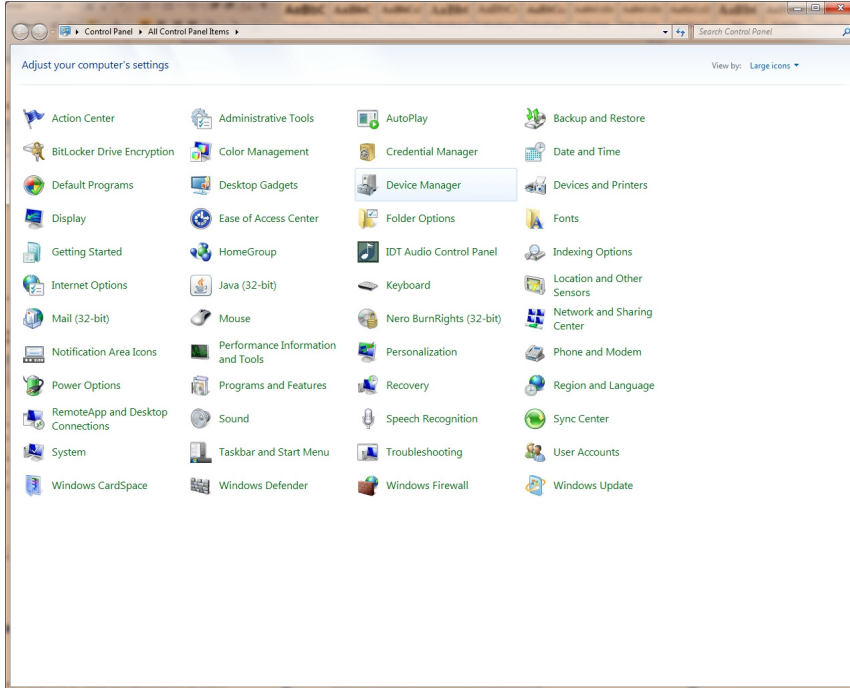 Control Panel All Control Panel Items Search Control Panel
Adjust your computer's settings View by: Large icons
Action Center Administrative Tools AutoPlay Backup and Restore
BitLocker Drive Encryption Color Management Credential Manager Date and Time
Default Programs Desktop Gadgets Device Manager Devices and Printers
Display Ease of Access Center Folder Options Fonts
Getting Started HomeGroup IDT Audio Control Panel Indexing Options
Internet Options Java (32-bit) Keyboard Location and Other
Sensors
Mail (32-bit) Mouse Nero BurnRights (32-bit) Network and Sharing
Center
Notification Area Icons Performance Information
and Tools Personalization Phone and Modem
Power Options Programs and Features Recovery Region and Language
RemoteApp and Desktop
Connections Sound Speech Recognition Sync Center
System Taskbar and Start Menu Troubleshooting User Accounts
Windows CardSpace Windows Defender Windows Firewall Windows Update